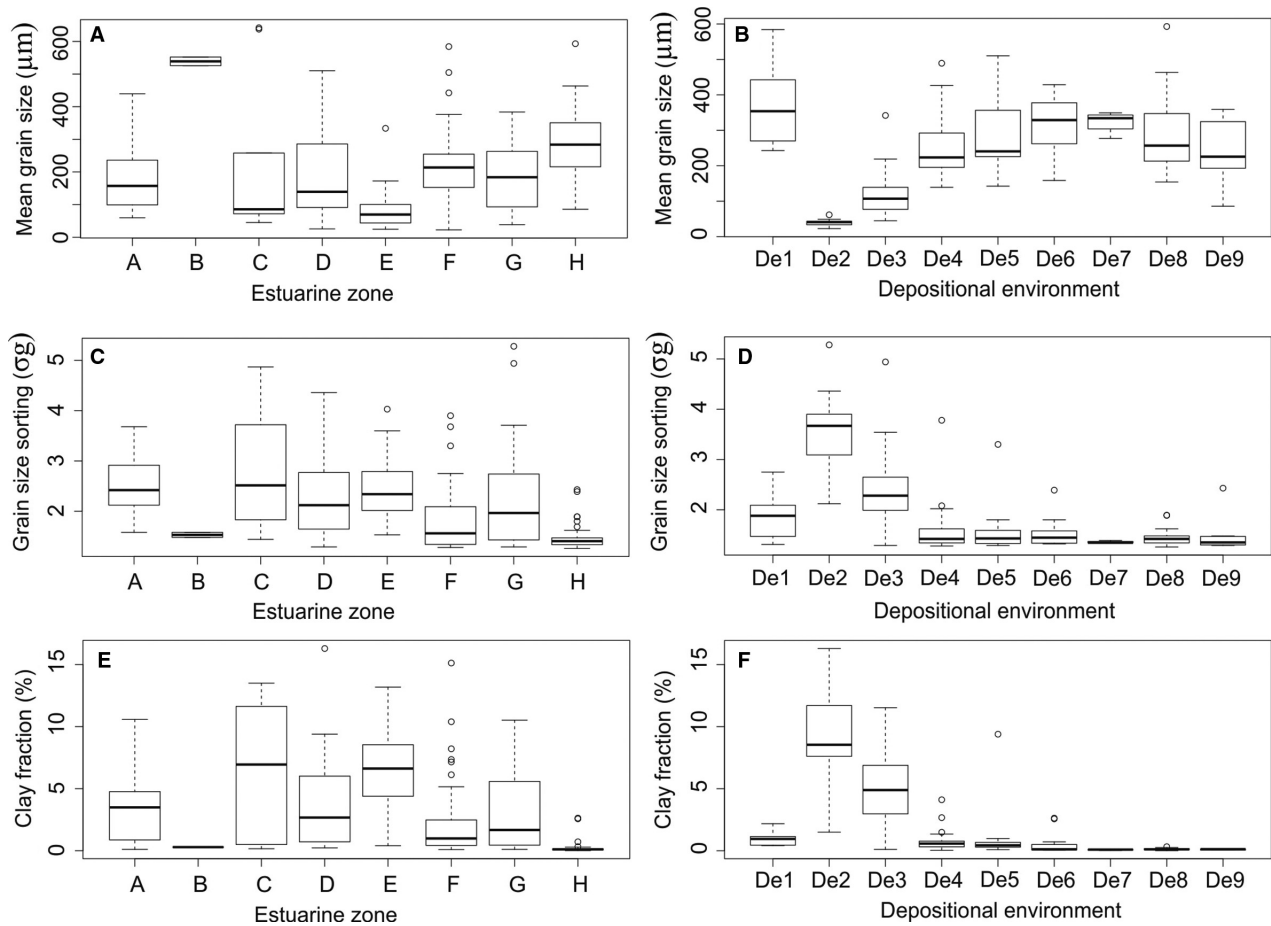 A
Mean grain size (μm)
0 200 400 600
A B C D E F G H
Estuarine zone
B
Mean grain size (μm)
0 200 400 600
De1 De2 De3 De4 De5 De6 De7 De8 De9
Depositional environment
C
Grain size sorting (σg)
2 3 4 5
A B C D E F G H
Estuarine zone
D
Grain size sorting (σg)
2 3 4 5
De1 De2 De3 De4 De5 De6 De7 De8 De9
Depositional environment
E
Clay fraction (%)
0 5 10 15
A B C D E F G H
Estuarine zone
F
Clay fraction (%)
0 5 10 15
De1 De2 De3 De4 De5 De6 De7 De8 De9
Depositional environment